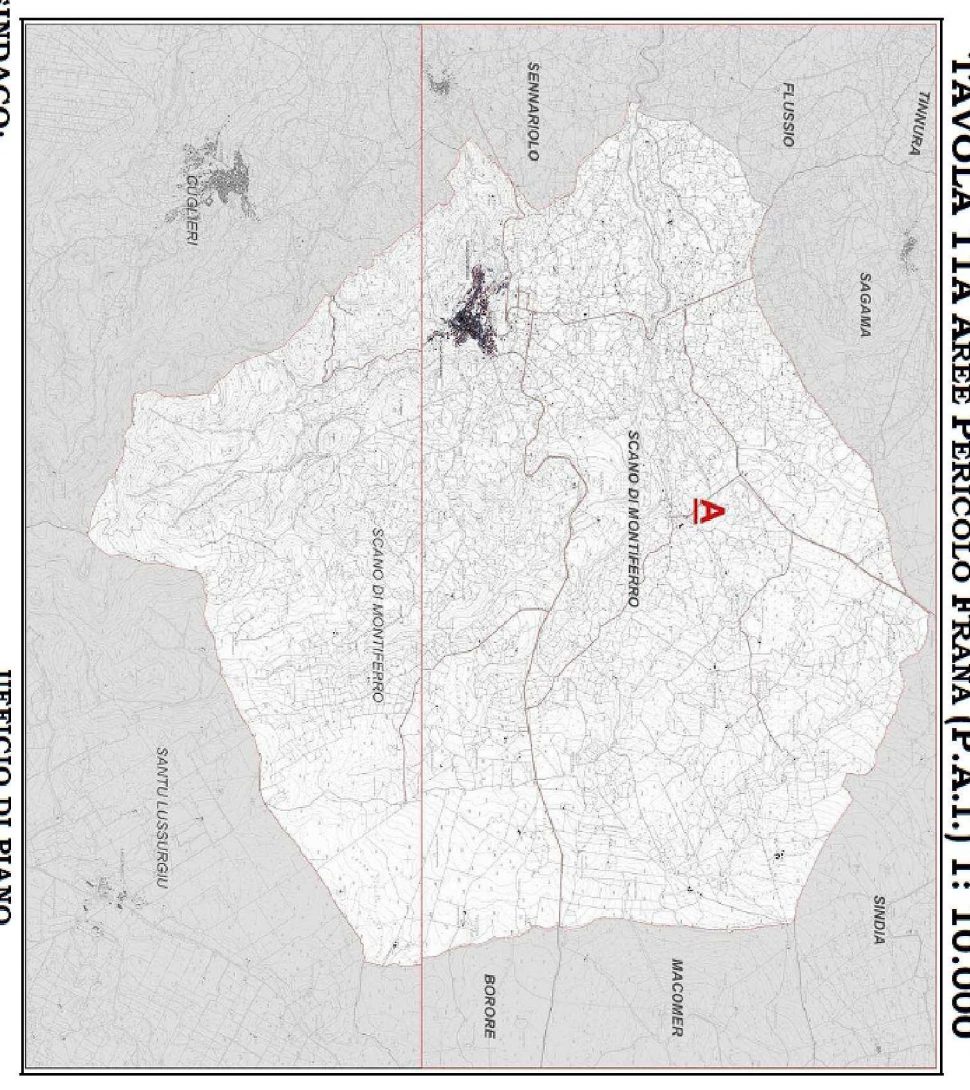 TAVOLA 11A AREE PERICOLO FRANA (P.A.I.) 1: 10.000
TINNURA
FLUSSIO
SAGAMA
SINDIA
SENNARIOLO
SCANO DI MONTIFERRO
A
MACOMER
BORORE
CUGLIERI
SCANO DI MONTIFERRO
SANTU LUSSURGIU
SINDACO:
UFFICIO DI PIANO